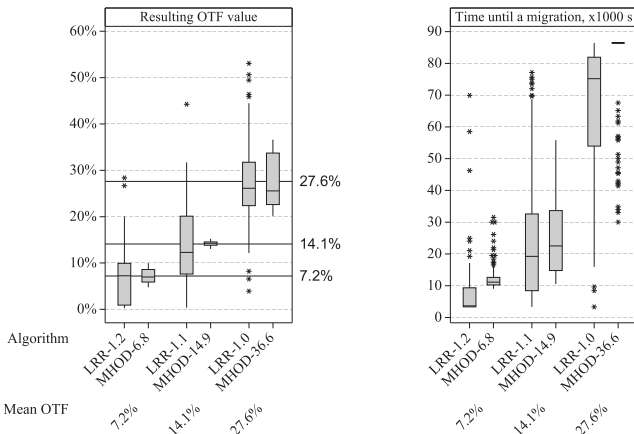 Resulting OTF value
60%
50%
40%
30%
20%
10%
0%
27.6%
14.1%
7.2%
Algorithm
LRR-1.2
MHOD-6.8
LRR-1.1
MHOD-14.9
LRR-1.0
MHOD-36.6
Mean OTF
7.2%
14.1%
27.6%
Time until a migration, x1000 s
90
80
70
60
50
40
30
20
10
0
LRR-1.2
MHOD-6.8
LRR-1.1
MHOD-14.9
LRR-1.0
MHOD-36.6
7.2%
14.1%
27.6%